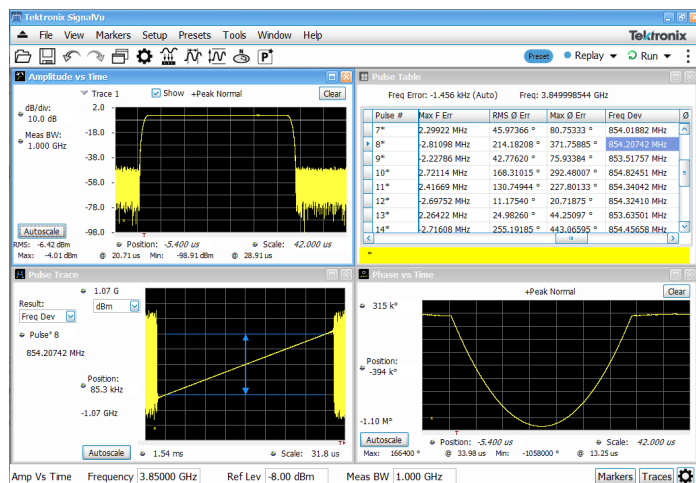 Tektronix SignalVu
File View Markers Setup Presets Tools Window Help
Tektronix
Preset Replay Run
Amplitude vs Time
Trace 1 Show +Peak Normal Clear
dB/div:
10.0 dB
Meas BW:
1.000 GHz
2.0
-18.0
-38.0
-58.0
-78.0
-98.0
Autoscale
RMS: -6.42 dBm
Position: -5.400 us Scale: 42.000 us
Max: -4.01 dBm @ 20.71 us Min: -98.91 dBm @ 28.91 us
Pulse Table
Freq Error: -1.456 kHz (Auto) Freq: 3.849998544 GHz
Pulse # Max F Err RMS Ø Err Max Ø Err Freq Dev Ø
7* 2.29922 MHz 45.97366 ° 80.75333 ° 854.01882 MHz
8* -2.81098 MHz 214.18208 ° 371.75885 ° 854.20742 MHz
9* -2.22786 MHz 42.77620 ° 75.93384 ° 853.51757 MHz
10* 2.72114 MHz 168.31015 ° 292.48007 ° 854.82451 MHz
11* 2.41669 MHz 130.74944 ° 227.80133 ° 854.34042 MHz
12* -2.69752 MHz 11.17540 ° 20.71875 ° 854.32410 MHz
13* 2.26422 MHz 24.98260 ° 44.25097 ° 853.63501 MHz
14* -2.71608 MHz 255.19185 ° 443.06595 ° 854.45658 MHz
*
Pulse Trace
Result:
Freq Dev
Pulse* 8
854.20742 MHz
1.07 G
dBm
Position:
85.3 kHz
-1.07 GHz
Autoscale 1.54 ms Scale: 31.8 us
Phase vs Time
+Peak Normal Clear
315 k°
Position:
-394 k°
-1.10 M°
Autoscale Position: -5.400 us Scale: 42.000 us
Max: 166400 ° @ 33.98 us Min: -1058000 ° @ 13.25 us
Amp Vs Time Frequency 3.85000 GHz Ref Lev -8.00 dBm Meas BW 1.000 GHz Markers Traces